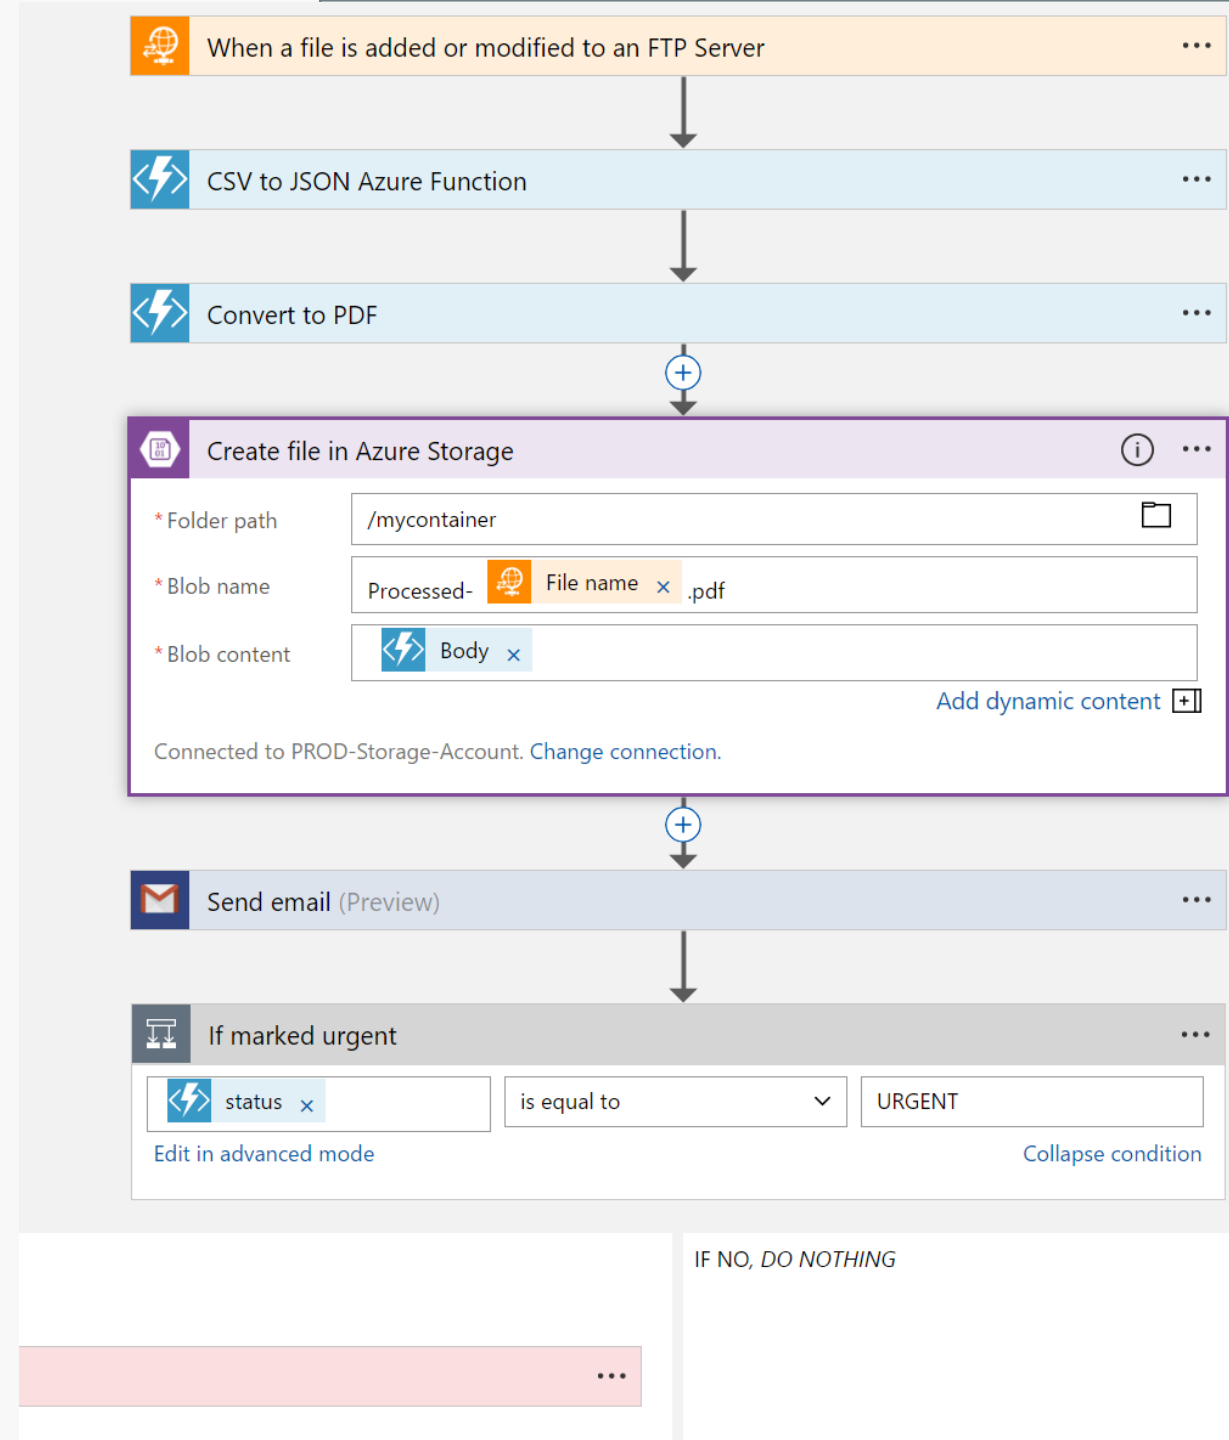 When a file is added or modified to an FTP Server
CSV to JSON Azure Function
Convert to PDF
Create file in Azure Storage
* Folder path /mycontainer
* Blob name Processed- File name × .pdf
* Blob content Body ×
Add dynamic content
Connected to PROD-Storage-Account. Change connection.
Send email (Preview)
If marked urgent
status × is equal to URGENT
Edit in advanced mode Collapse condition
IF NO, DO NOTHING